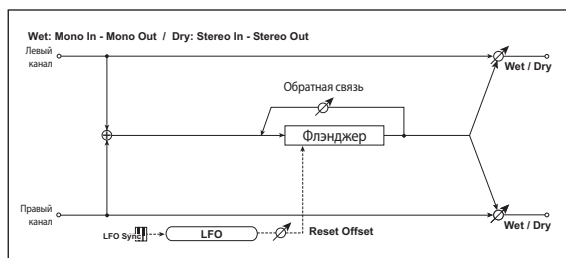 Wet: Mono In - Mono Out / Dry: Stereo In - Stereo Out
Левый
канал
Wet / Dry
Обратная связь
Флэнджер
Правый
канал
LFO Sync
LFO
Reset Offset
Wet / Dry